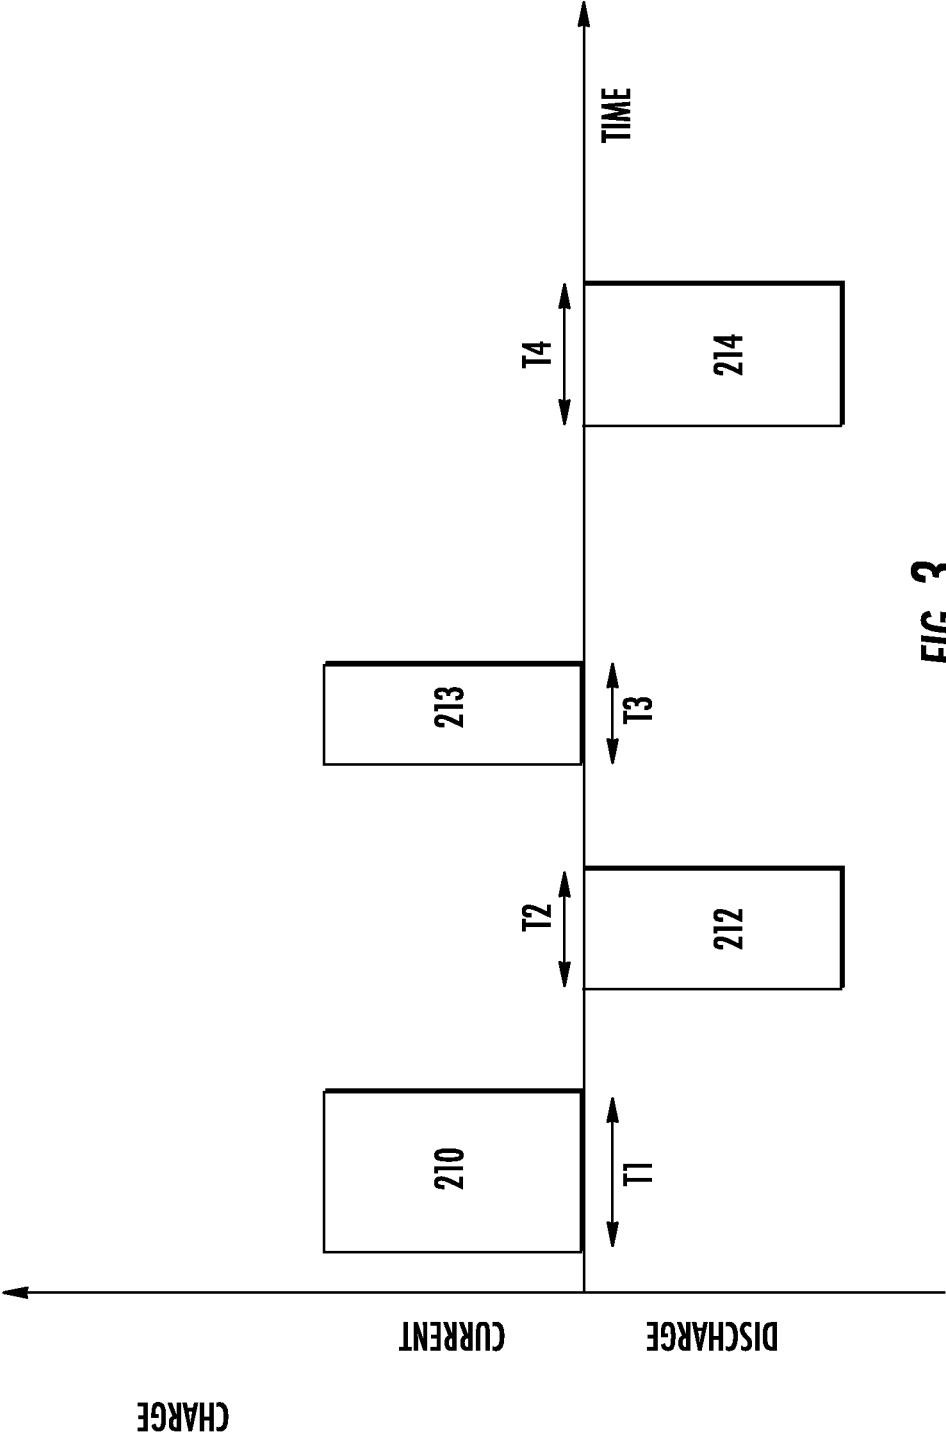 CHARGE
CURRENT
DISCHARGE
210
T1
T2
212
213
T3
T4
214
TIME
FIG. 3